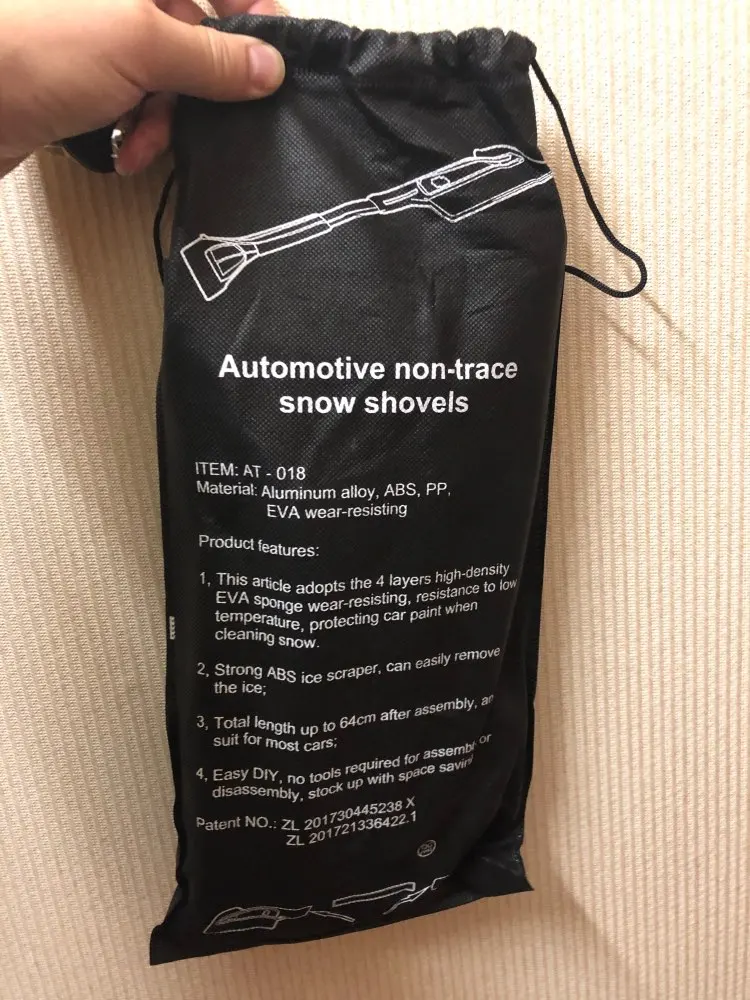 Automotive non-trace
snow shovels
ITEM: AT - 018
Material: Aluminum alloy, ABS, PP,
EVA wear-resisting
Product features:
1, This article adopts the 4 layers high-density
EVA sponge wear-resisting, resistance to low
temperature, protecting car paint when
cleaning snow.
2, Strong ABS ice scraper, can easily remove
the ice;
3, Total length up to 64cm after assembly,
suit for most cars;
4, Easy DIY, no tools required for or
disassembly, stock up with space
Patent NO.: ZL 201730445238 X
ZL 201721336422.1